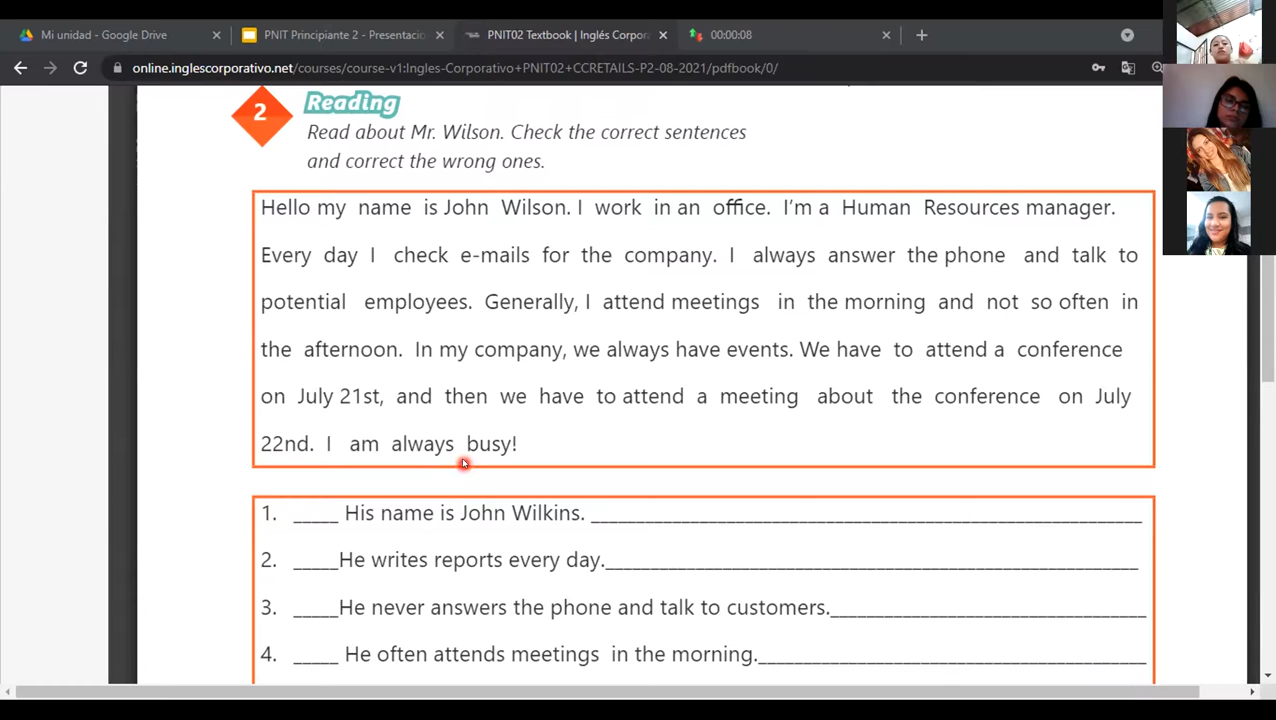 Mi unidad - Google Drive
PNIT Principiante 2 - Presentacio
PNIT02 Textbook | Inglés Corpor
00:00:08
online.inglescorporativo.net/courses/course-v1:Ingles-Corporativo+PNIT02+CCRETAILS-P2-08-2021/pdfbook/0/
2
Reading
Read about Mr. Wilson. Check the correct sentences
and correct the wrong ones.
Hello my name is John Wilson. I work in an office. I'm a Human Resources manager.
Every day I check e-mails for the company. I always answer the phone and talk to
potential employees. Generally, I attend meetings in the morning and not so often in
the afternoon. In my company, we always have events. We have to attend a conference
on July 21st, and then we have to attend a meeting about the conference on July
22nd. I am always busy!
1. _____ His name is John Wilkins. ______________________________________________
2. _____He writes reports every day.______________________________________________
3. _____He never answers the phone and talk to customers.___________________________
4. _____ He often attends meetings in the morning._________________________________